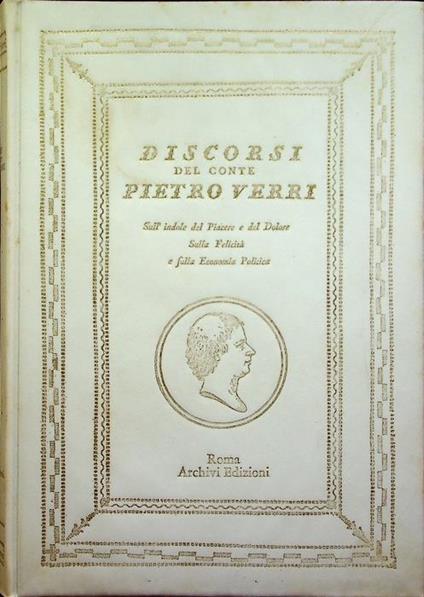 DISCORSI
DEL CONTE
PIETRO VERRI
Sull' indole del Piacere e del Dolore
Sulla Felicità
e ſulla Economia Politica
Roma
Archivi Edizioni